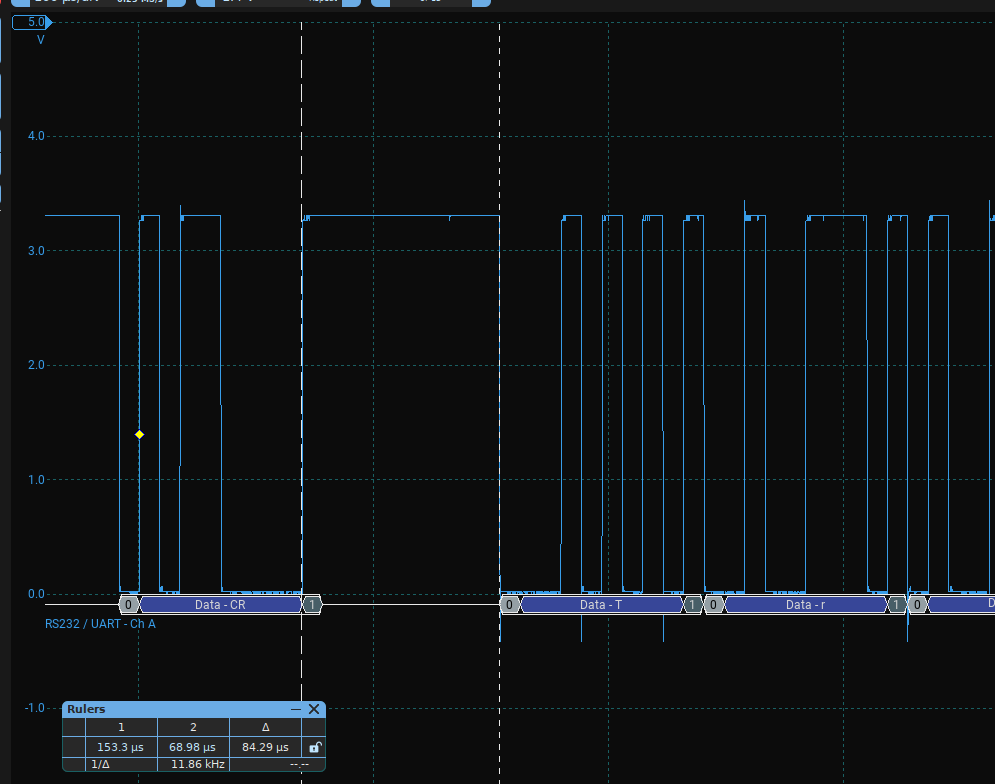 5.0
V
4.0
3.0
2.0
1.0
0.0
0 Data - CR 1 0 Data - T 1 0 Data - r 1 0
RS232 / UART - Ch A
-1.0
Rulers
1 2 Δ
153.3 µs 68.98 µs 84.29 µs
1/Δ 11.86 kHz --.--